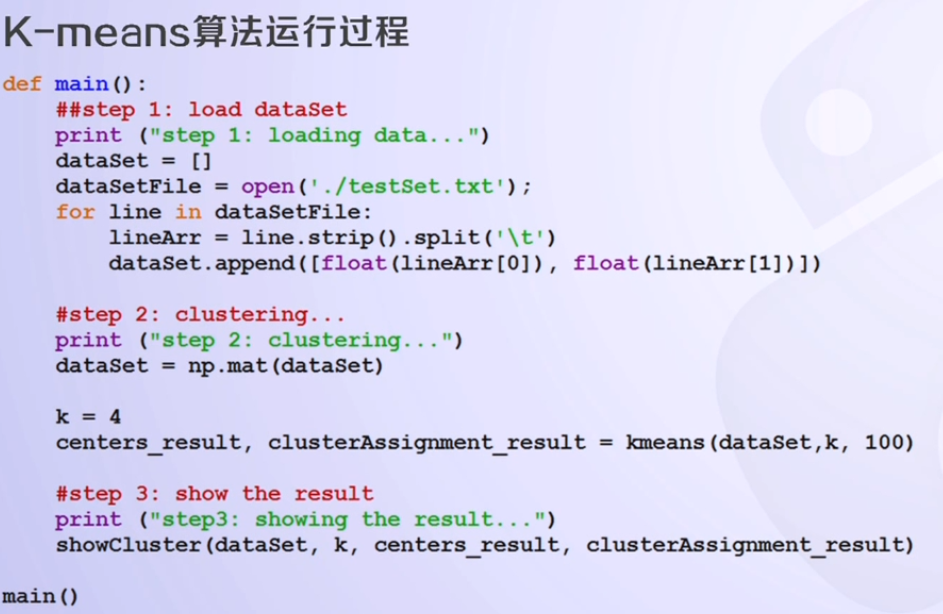 K-means算法运行过程
def main():
    ##step 1: load dataSet
    print ("step 1: loading data...")
    dataSet = []
    dataSetFile = open('./testSet.txt');
    for line in dataSetFile:
        lineArr = line.strip().split('\t')
        dataSet.append([float(lineArr[0]), float(lineArr[1])])
    #step 2: clustering...
    print ("step 2: clustering...")
    dataSet = np.mat(dataSet)
    k = 4
    centers_result, clusterAssignment_result = kmeans(dataSet,k, 100)
    #step 3: show the result
    print ("step3: showing the result...")
    showCluster(dataSet, k, centers_result, clusterAssignment_result)
main()